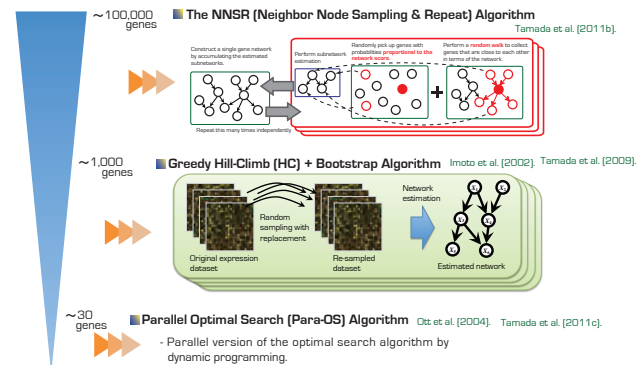 ~100,000
genes
The NNSR (Neighbor Node Sampling & Repeat) Algorithm
Tamada et al. (2011b).
Construct a single gene network
by accumulating the estimated
subnetworks.
Perform subnetwork
estimation
Randomly pick up genes with
probabilities proportional to the
network score.
Perform a random walk to collect
genes that are close to each other
in terms of the network.
+
Repeat this many times independently
~1,000
genes
Greedy Hill-Climb (HC) + Bootstrap Algorithm Imoto et al. (2002). Tamada et al. (2009).
Random
sampling with
replacement
Network
estimation
Original expression
dataset
Re-sampled
dataset
Estimated network
~30
genes
Parallel Optimal Search (Para-OS) Algorithm Ott et al. (2004). Tamada et al. (2011c).
- Parallel version of the optimal search algorithm by
dynamic programming.